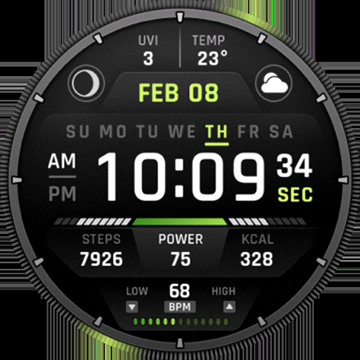 UVI TEMP
3 23°
FEB 08
SU MO TU WE TH FR SA
AM 10:09 34
PM SEC
STEPS POWER KCAL
7926 75 328
LOW 68 HIGH
BPM